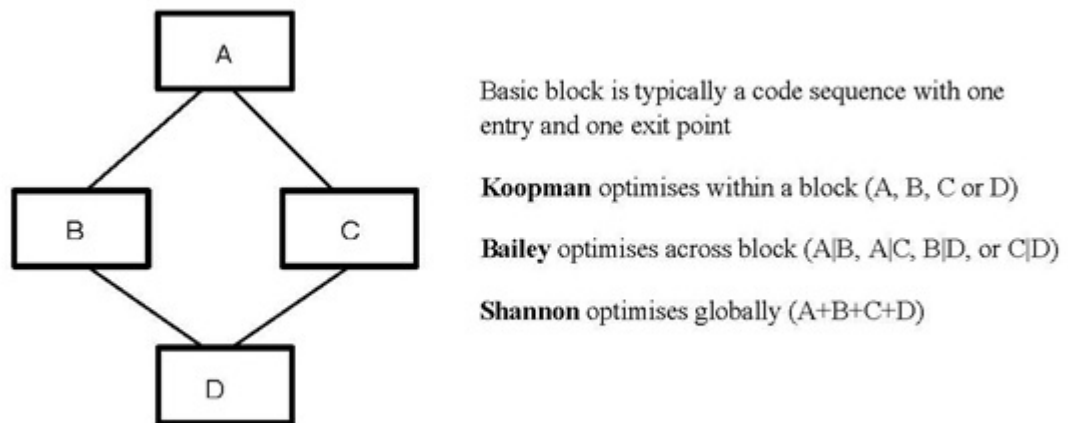 A
B
C
D
Basic block is typically a code sequence with one
entry and one exit point
Koopman optimises within a block (A, B, C or D)
Bailey optimises across block (A|B, A|C, B|D, or C|D)
Shannon optimises globally (A+B+C+D)